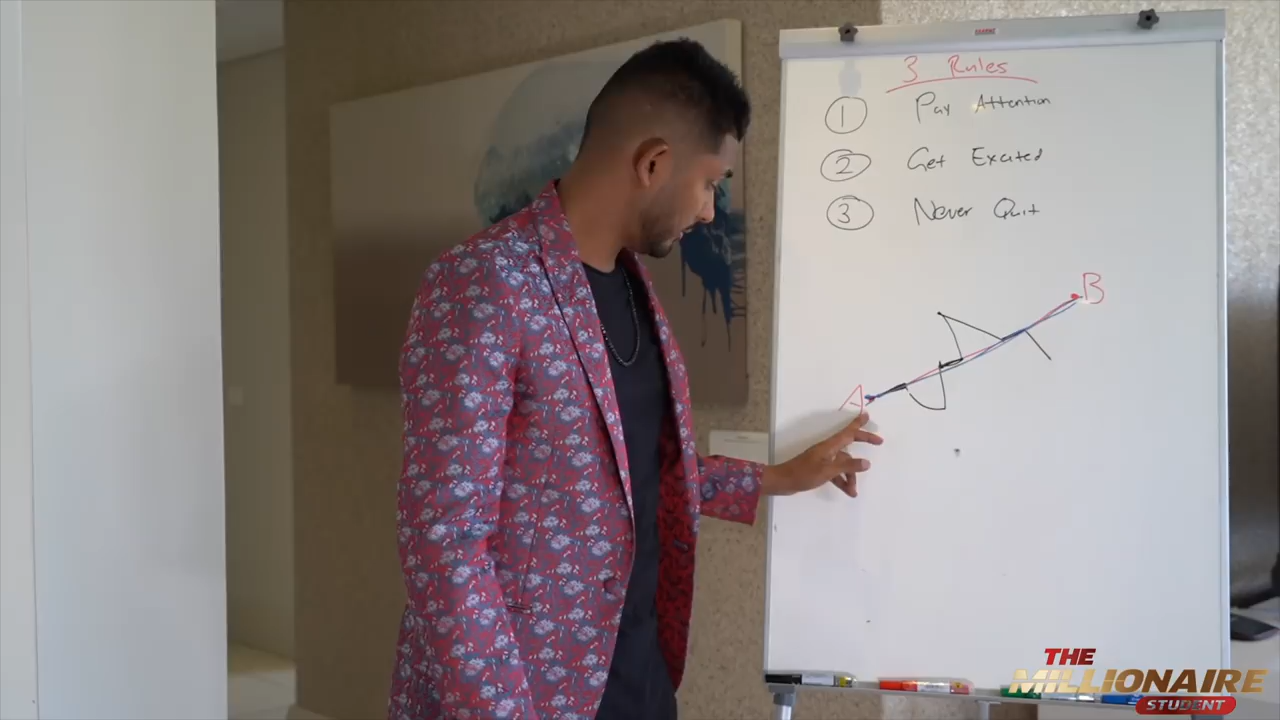 3 Rules
1 Pay Attention
2 Get Excited
3 Never Quit
B
A
THE
MILLIONAIRE
STUDENT